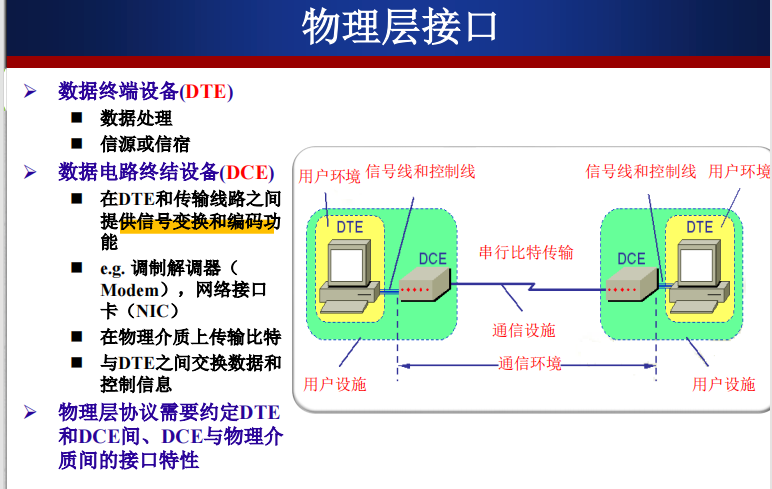 物理层接口
数据终端设备(DTE)
数据处理
信源或信宿
数据电路终结设备(DCE)
在DTE和传输线路之间
提供信号变换和编码功
能
e.g. 调制解调器（
Modem），网络接口
卡（NIC）
在物理介质上传输比特
与DTE之间交换数据和
控制信息
物理层协议需要约定DTE
和DCE间、DCE与物理介
质间的接口特性
用户环境
信号线和控制线
信号线和控制线
用户环境
DTE
DCE
串行比特传输
DCE
DTE
通信设施
通信环境
用户设施
用户设施